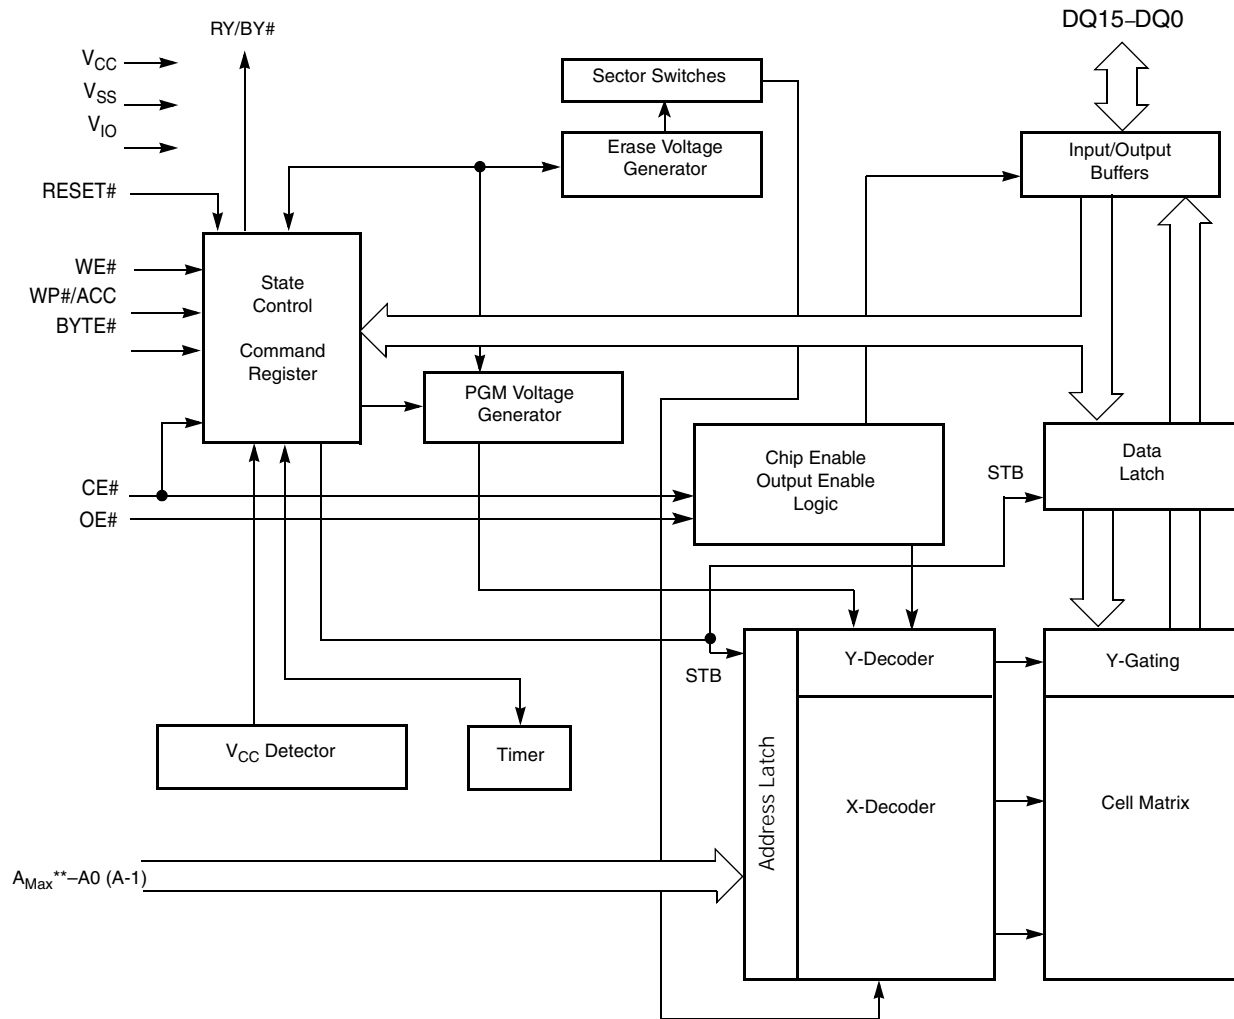 RY/BY#
DQ15–DQ0
VCC
VSS
VIO
Sector Switches
Erase Voltage
Generator
Input/Output
Buffers
RESET#
WE#
WP#/ACC
BYTE#
State
Control
Command
Register
PGM Voltage
Generator
Chip Enable
Output Enable
Logic
STB
Data
Latch
CE#
OE#
STB
Y-Decoder
Y-Gating
VCC Detector
Timer
Address Latch
X-Decoder
Cell Matrix
AMax**–A0 (A-1)